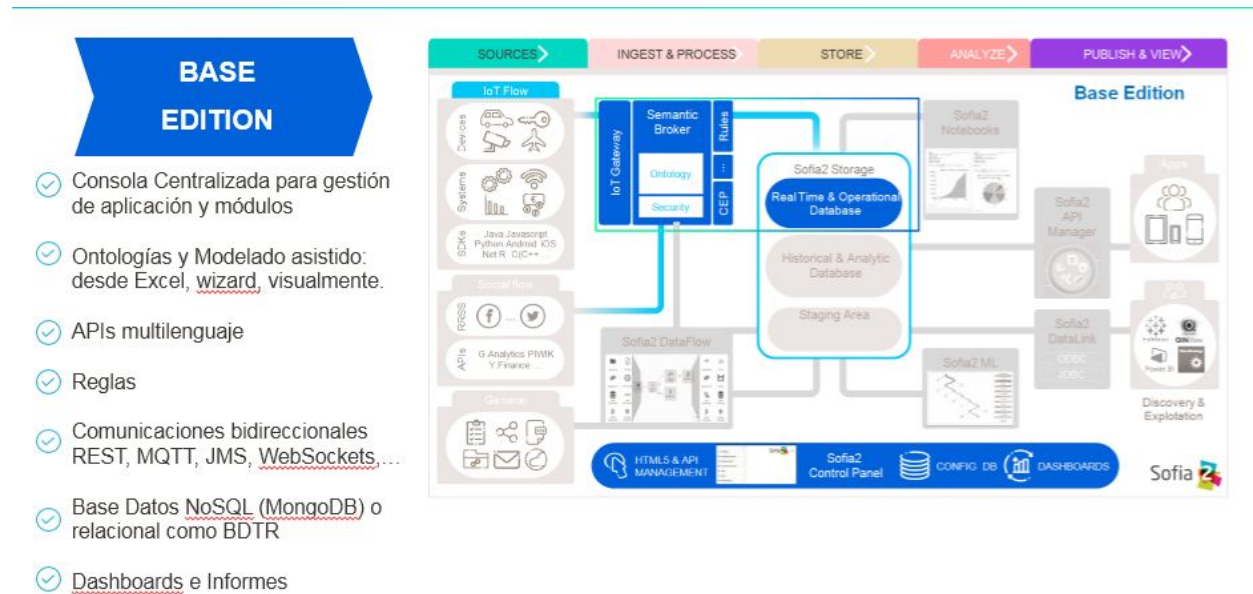 BASE
EDITION
Consola Centralizada para gestión
de aplicación y módulos
Ontologías y Modelado asistido:
desde Excel, wizard, visualmente.
APIs multilenguaje
Reglas
Comunicaciones bidireccionales
REST, MQTT, JMS, WebSockets,...
Base Datos NoSQL (MongoDB) o
relacional como BDTR
Dashboards e Informes
SOURCES
INGEST & PROCESS
STORE
ANALYZE
PUBLISH & VIEW
Base Edition
IoT Flow
Devices
Systems
SDKs
Java Javascript
Python Android iOS
Net R C(C++ ...
Social flow
RRSS
...
APIs
G.Analytics PIWIK
Y Finance ...
General
IoT Gateway
Semantic
Broker
Ontology
Security
Rules
...
CEP
Sofia2 DataFlow
Sofia2 Storage
Real Time & Operational
Database
Historical & Analytic
Database
Staging Area
Sofia2
Notebooks
Sofia2 ML
Sofia2
API
Manager
Sofia2
DataLink
ODBC
JDBC
Apps
Power BI
Discovery &
Explotation
HTML5 & API
MANAGEMENT
Sofia2
Control Panel
CONFIG DB
DASHBOARDS
Sofia 2